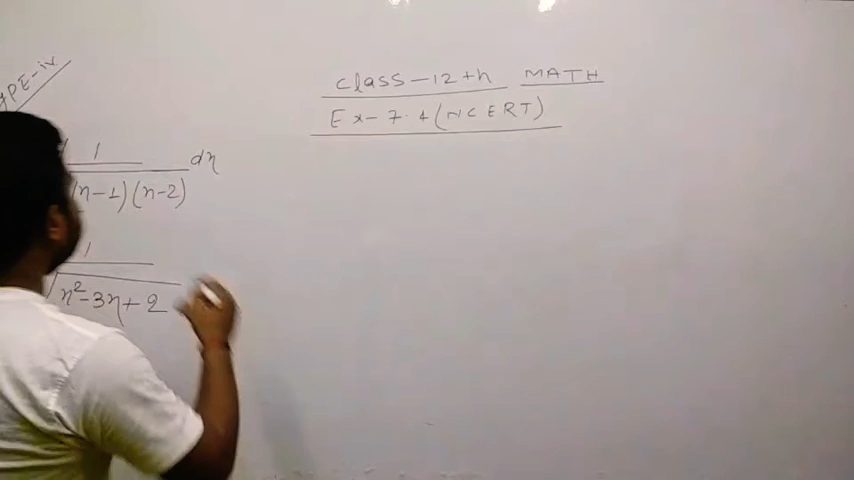 YPE-iv
class-12th MATH
Ex-7.4(NCERT)
1 dx
(x-1)(x-2)
1
√x²-3x+2